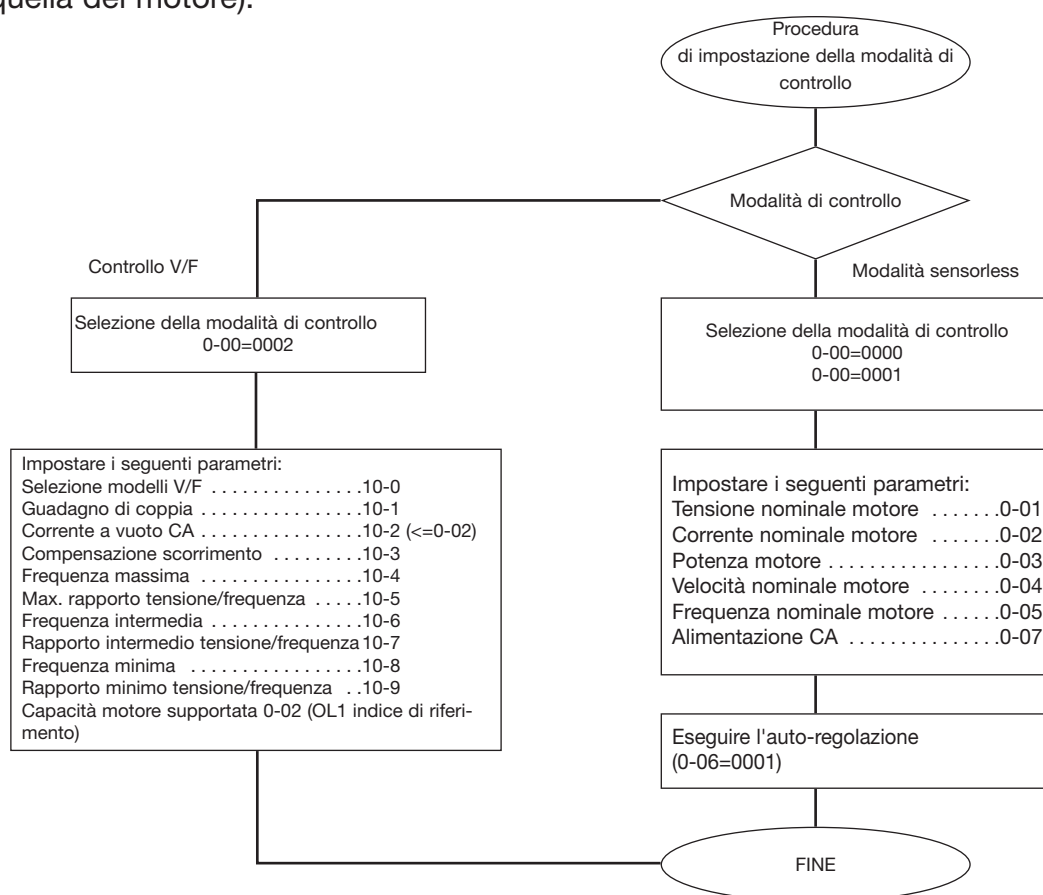 quella del motore).
Procedura
di impostazione della modalità di
controllo
Modalità di controllo
Controllo V/F
Modalità sensorless
Selezione della modalità di controllo
0-00=0002
Selezione della modalità di controllo
0-00=0000
0-00=0001
Impostare i seguenti parametri:
Selezione modelli V/F . . . . . . . . . . . . . . .10-0
Guadagno di coppia . . . . . . . . . . . . . . . .10-1
Corrente a vuoto CA . . . . . . . . . . . . . . . .10-2 (<=0-02)
Compensazione scorrimento . . . . . . . . .10-3
Frequenza massima . . . . . . . . . . . . . . . .10-4
Max. rapporto tensione/frequenza . . . . .10-5
Frequenza intermedia . . . . . . . . . . . . . . .10-6
Rapporto intermedio tensione/frequenza 10-7
Frequenza minima . . . . . . . . . . . . . . . . .10-8
Rapporto minimo tensione/frequenza . .10-9
Capacità motore supportata 0-02 (OL1 indice di riferi-
mento)
Impostare i seguenti parametri:
Tensione nominale motore . . . . . . .0-01
Corrente nominale motore . . . . . . .0-02
Potenza motore . . . . . . . . . . . . . . . .0-03
Velocità nominale motore . . . . . . . .0-04
Frequenza nominale motore . . . . . .0-05
Alimentazione CA . . . . . . . . . . . . . .0-07
Eseguire l'auto-regolazione
(0-06=0001)
FINE